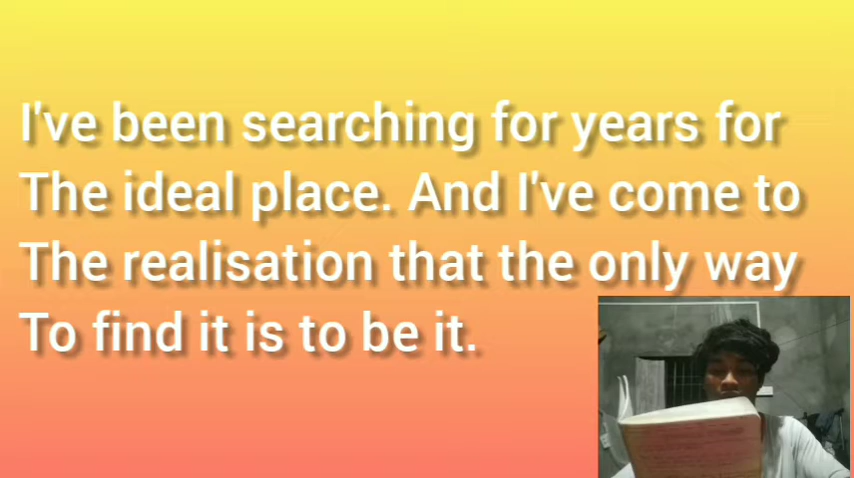 I've been searching for years for
The ideal place. And I've come to
The realisation that the only way
To find it is to be it.